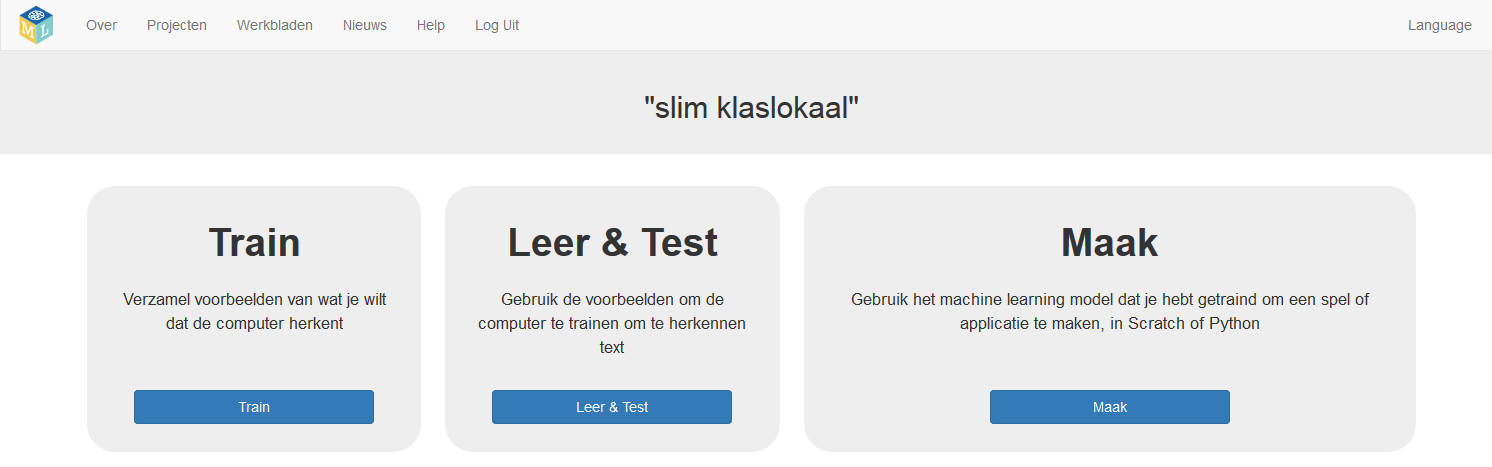 M L Over Projecten Werkbladen Nieuws Help Log Uit Language
"slim klaslokaal"
Train
Verzamel voorbeelden van wat je wilt
dat de computer herkent
Train
Leer & Test
Gebruik de voorbeelden om de
computer te trainen om te herkennen
text
Leer & Test
Maak
Gebruik het machine learning model dat je hebt getraind om een spel of
applicatie te maken, in Scratch of Python
Maak